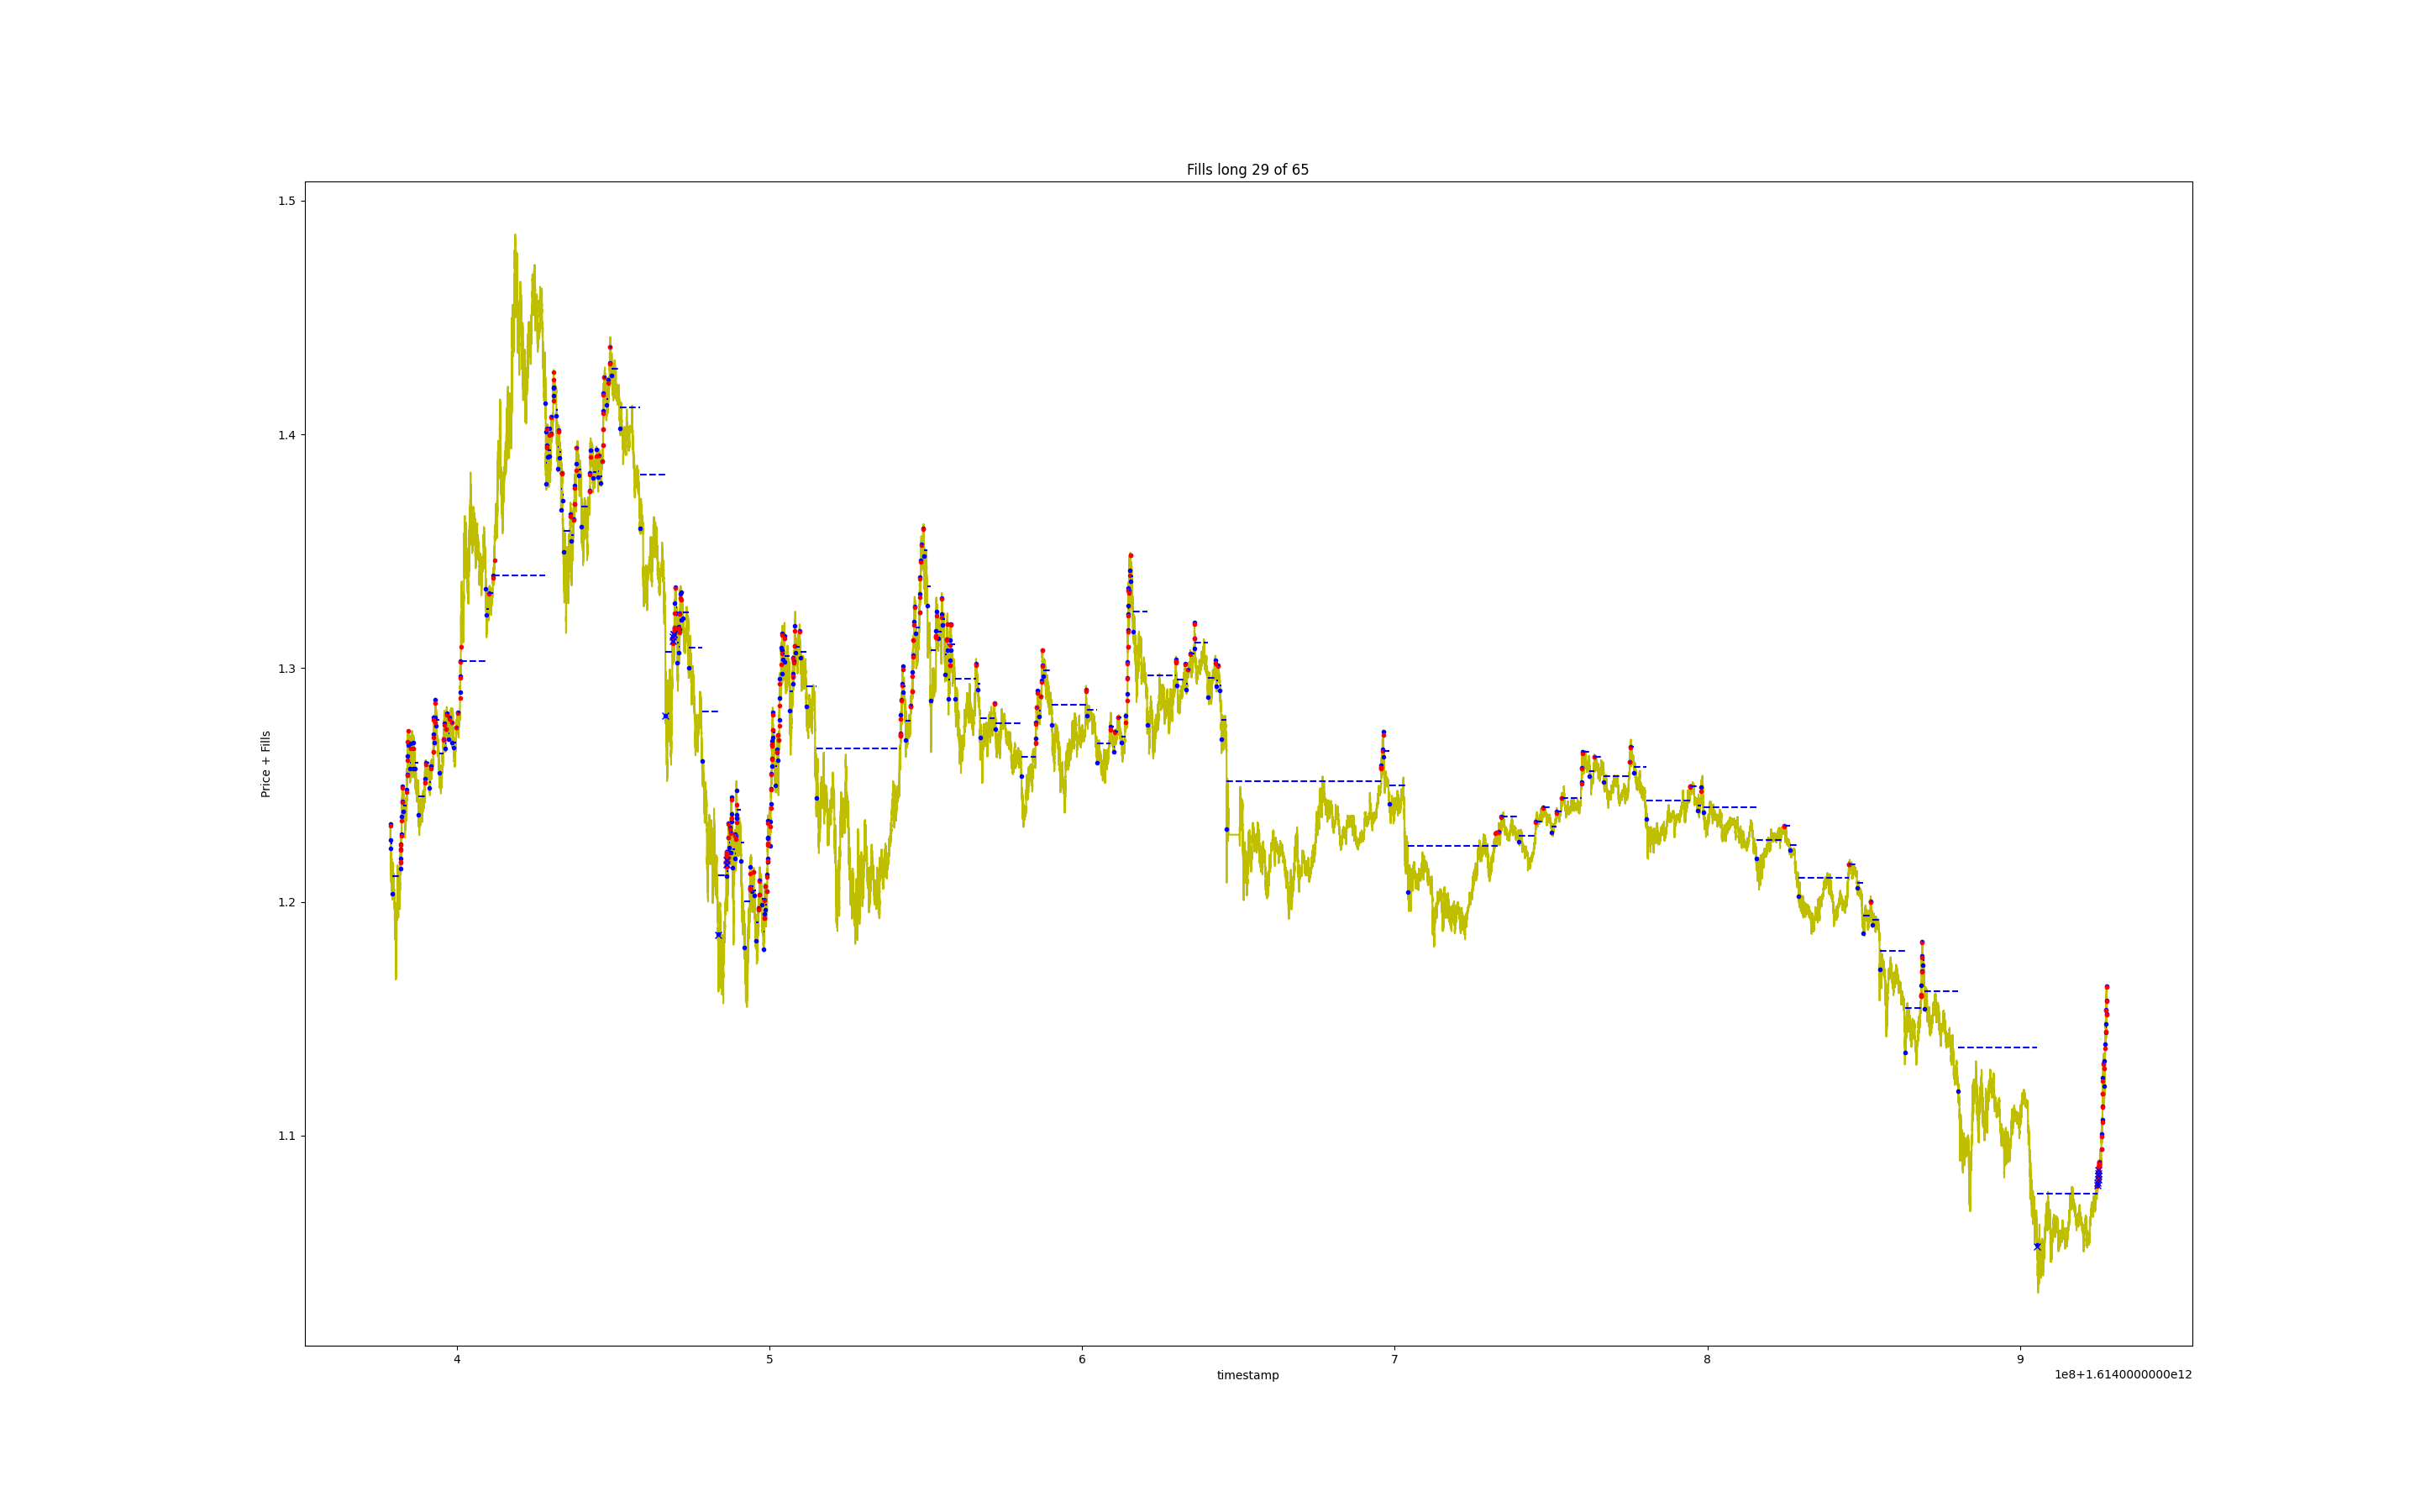 Fills long 29 of 65
1.5
1.4
1.3
1.2
1.1
Price + Fills
4 5 6 7 8 9
timestamp
1e8+1.6140000000e12